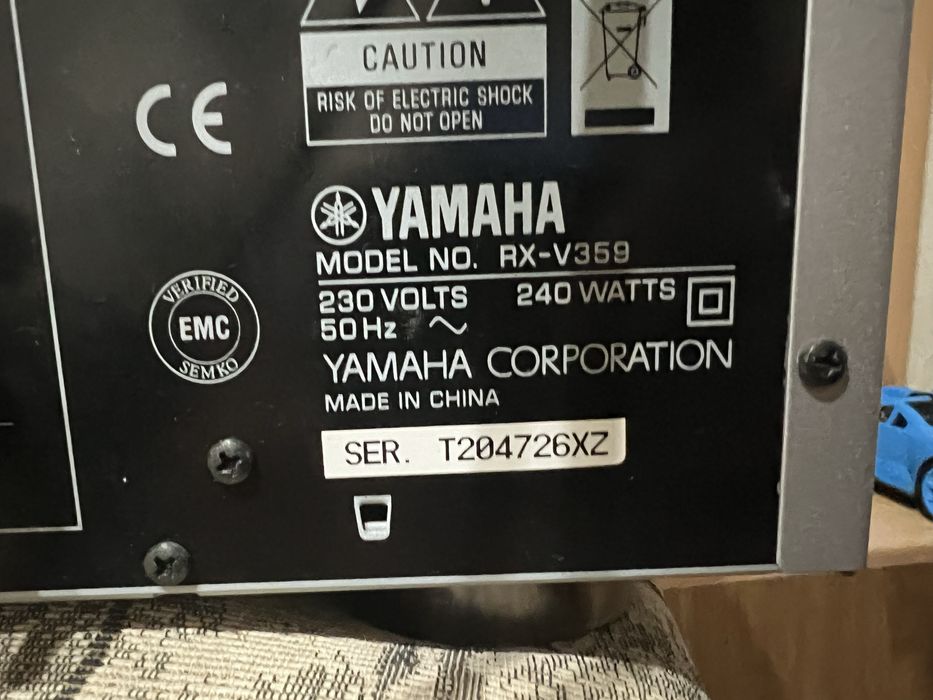 CAUTION
RISK OF ELECTRIC SHOCK
DO NOT OPEN
CE
YAMAHA
MODEL NO. RX-V359
230 VOLTS 240 WATTS
50 Hz ~
VERIFIED
EMC
SEMKO
YAMAHA CORPORATION
MADE IN CHINA
SER. T204726XZ